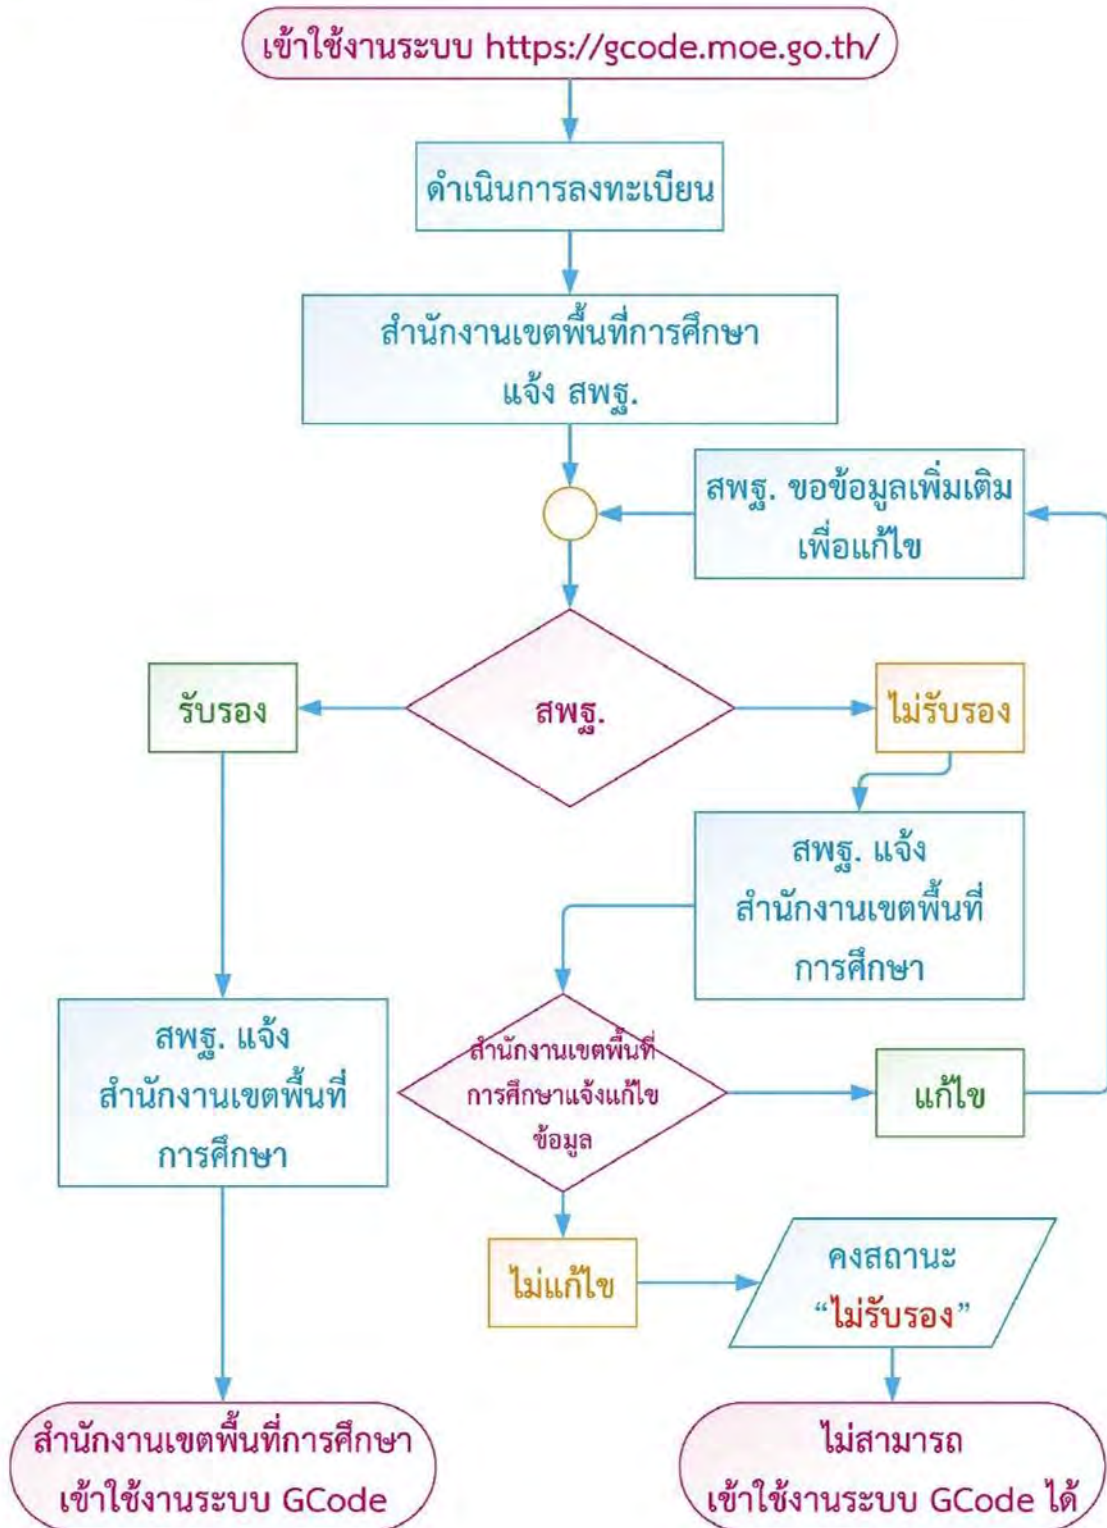 เข้าใช้งานระบบ https://gcode.moe.go.th/
ดำเนินการลงทะเบียน
สำนักงานเขตพื้นที่การศึกษา
แจ้ง สพฐ.
สพฐ. ขอข้อมูลเพิ่มเติม
เพื่อแก้ไข
รับรอง
สพฐ.
ไม่รับรอง
สพฐ. แจ้ง
สำนักงานเขตพื้นที่
การศึกษา
สพฐ. แจ้ง
สำนักงานเขตพื้นที่
การศึกษา
สำนักงานเขตพื้นที่
การศึกษาแจ้งแก้ไข
ข้อมูล
แก้ไข
ไม่แก้ไข
คงสถานะ
“ไม่รับรอง”
สำนักงานเขตพื้นที่การศึกษา
เข้าใช้งานระบบ GCode
ไม่สามารถ
เข้าใช้งานระบบ GCode ได้